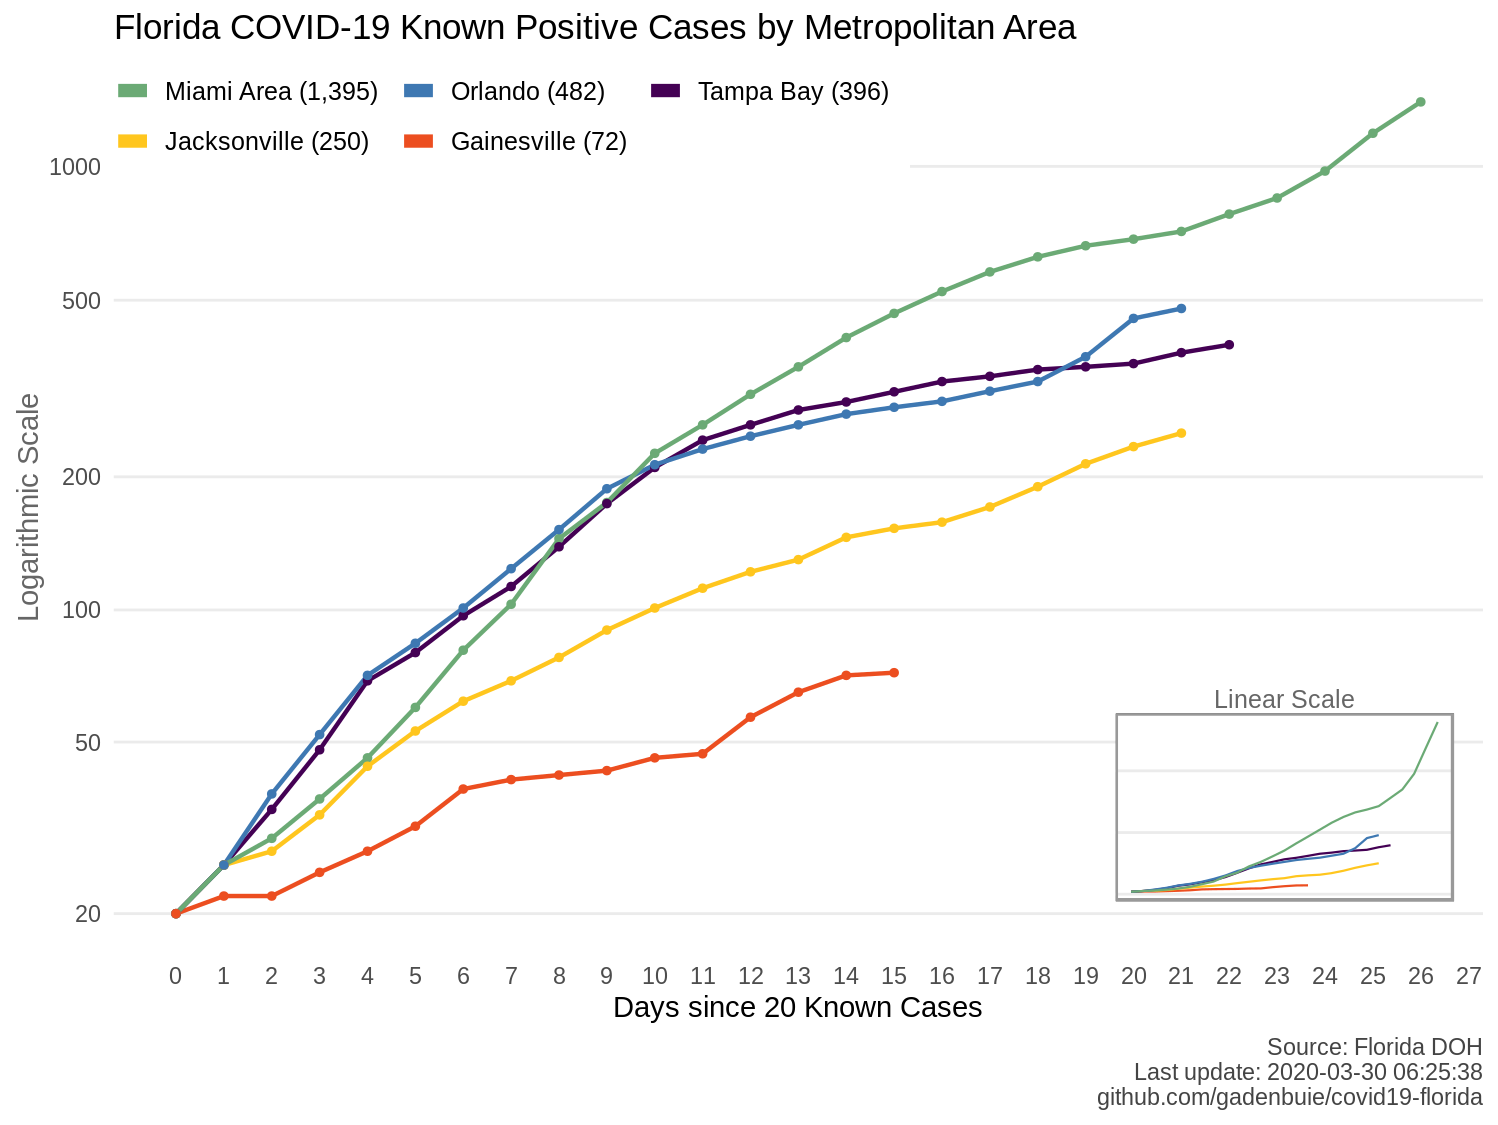 Florida COVID-19 Known Positive Cases by Metropolitan Area
Miami Area (1,395) Orlando (482) Tampa Bay (396)
Jacksonville (250) Gainesville (72)
1000
500
200
100
50
20
Logarithmic Scale
Linear Scale
0 1 2 3 4 5 6 7 8 9 10 11 12 13 14 15 16 17 18 19 20 21 22 23 24 25 26 27
Days since 20 Known Cases
Source: Florida DOH
Last update: 2020-03-30 06:25:38
github.com/gadenbuie/covid19-florida